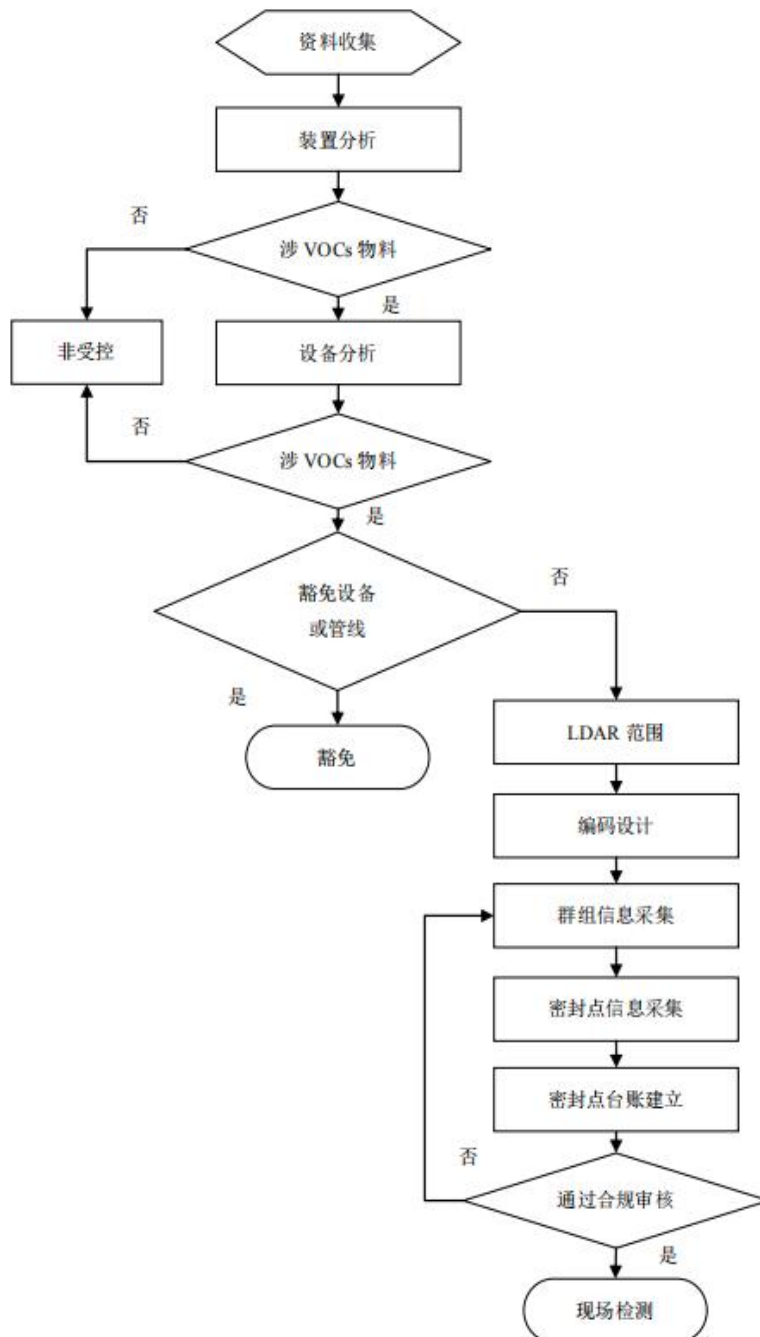 资料收集
装置分析
否
涉 VOCs 物料
是
非受控
设备分析
否
涉 VOCs 物料
是
豁免设备
或管线
否
是
豁免
LDAR 范围
编码设计
群组信息采集
密封点信息采集
密封点台账建立
否
通过合规审核
是
现场检测